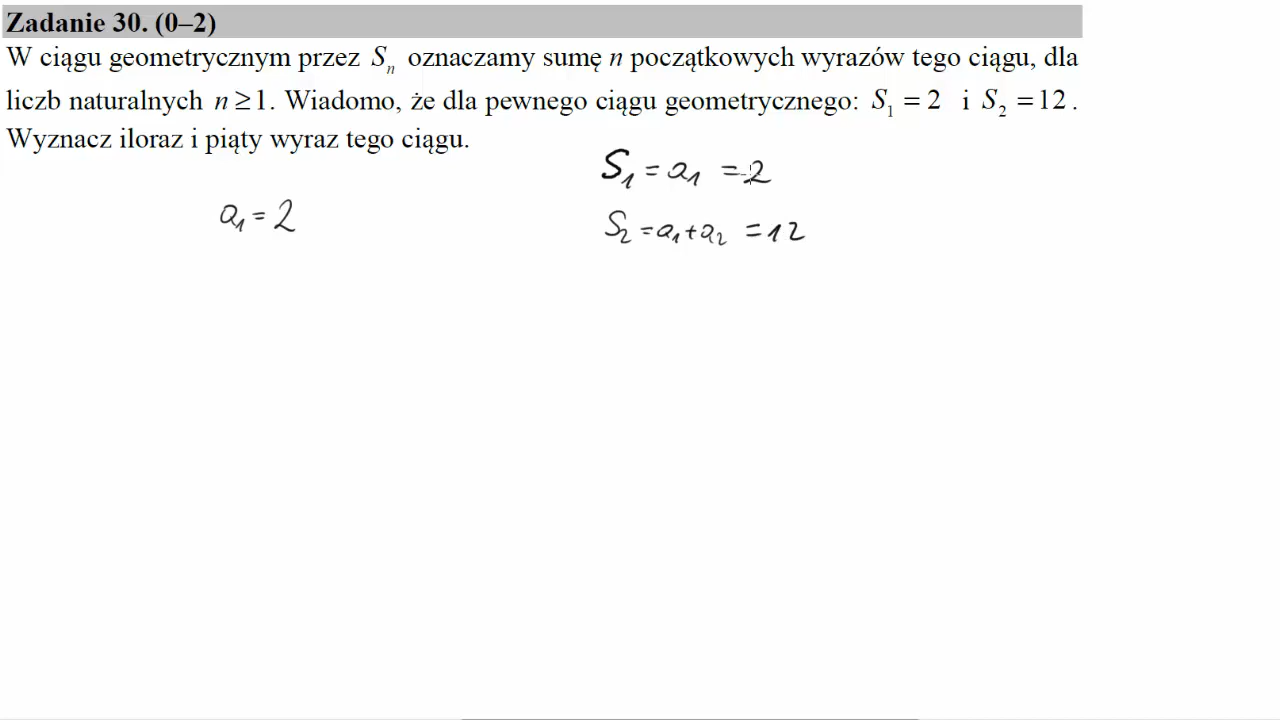 Zadanie 30. (0–2)
W ciągu geometrycznym przez Sₙ oznaczamy sumę n początkowych wyrazów tego ciągu, dla
liczb naturalnych n ≥ 1. Wiadomo, że dla pewnego ciągu geometrycznego: S₁ = 2 i S₂ = 12.
Wyznacz iloraz i piąty wyraz tego ciągu.
S₁ = a₁ = 2
a₁ = 2
S₂ = a₁ + a₂ = 12